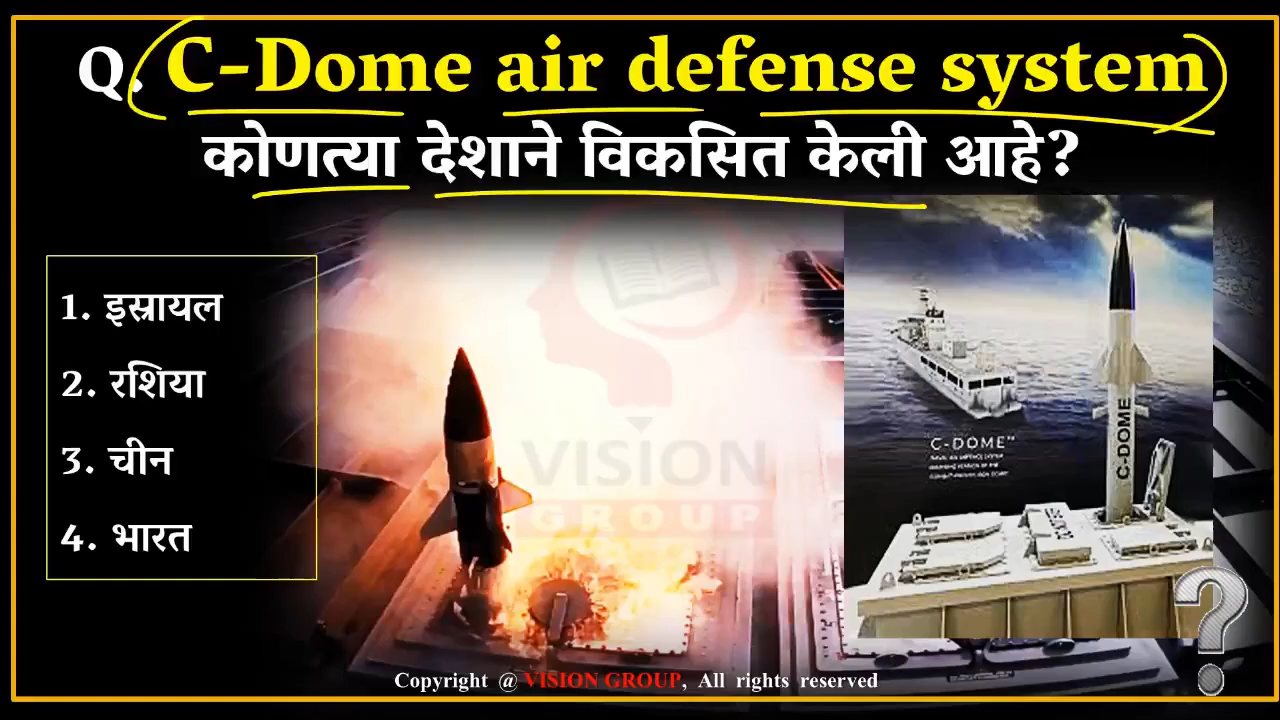 Q. C-Dome air defense system
कोणत्या देशाने विकसित केली आहे?
1. इस्रायल
2. रशिया
3. चीन
4. भारत
VISION
GROUP
C-DOME™
C-DOME
Copyright @ VISION GROUP, All rights reserved